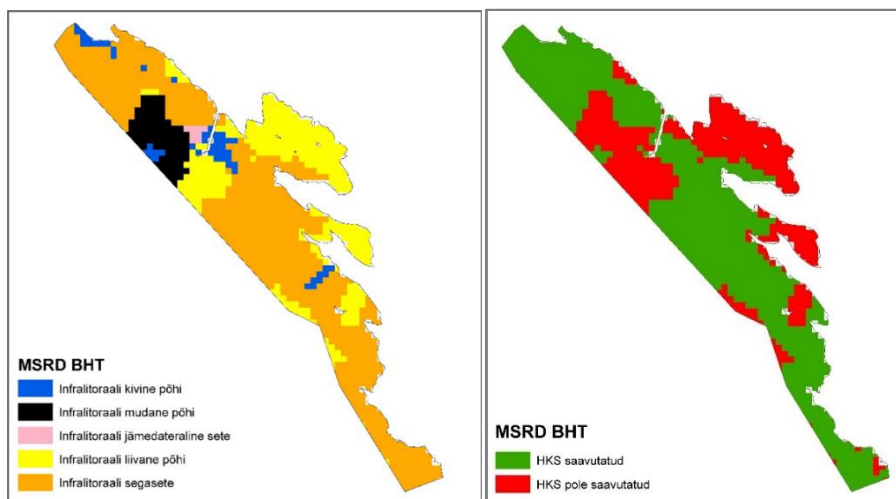 MSRD BHT
Infralitoraali kivine põhi
Infralitoraali mudane põhi
Infralitoraali jämedateraline sete
Infralitoraali liivane põhi
Infralitoraali segasete
MSRD BHT
HKS saavutatud
HKS pole saavutatud